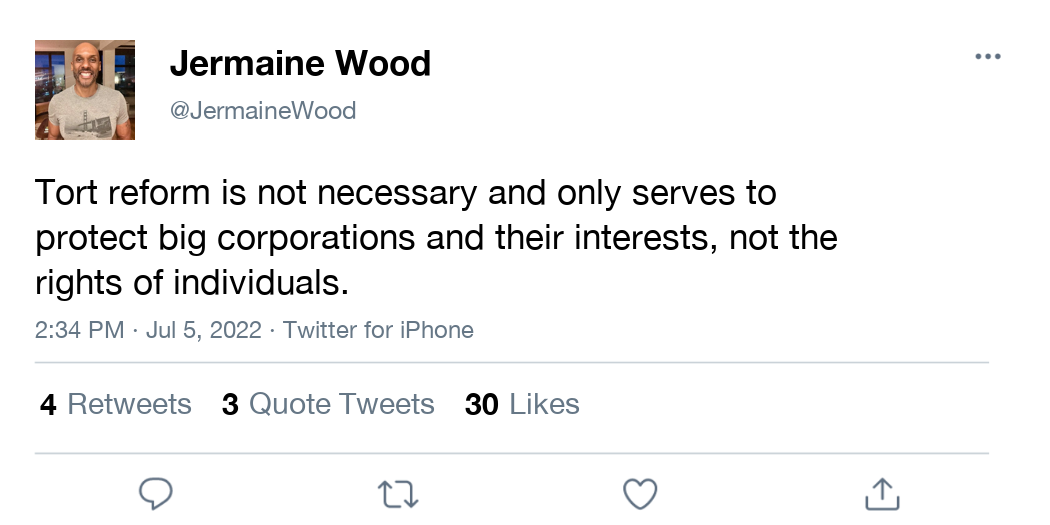 Jermaine Wood
@JermaineWood
Tort reform is not necessary and only serves to
protect big corporations and their interests, not the
rights of individuals.
2:34 PM · Jul 5, 2022 · Twitter for iPhone
4 Retweets 3 Quote Tweets 30 Likes